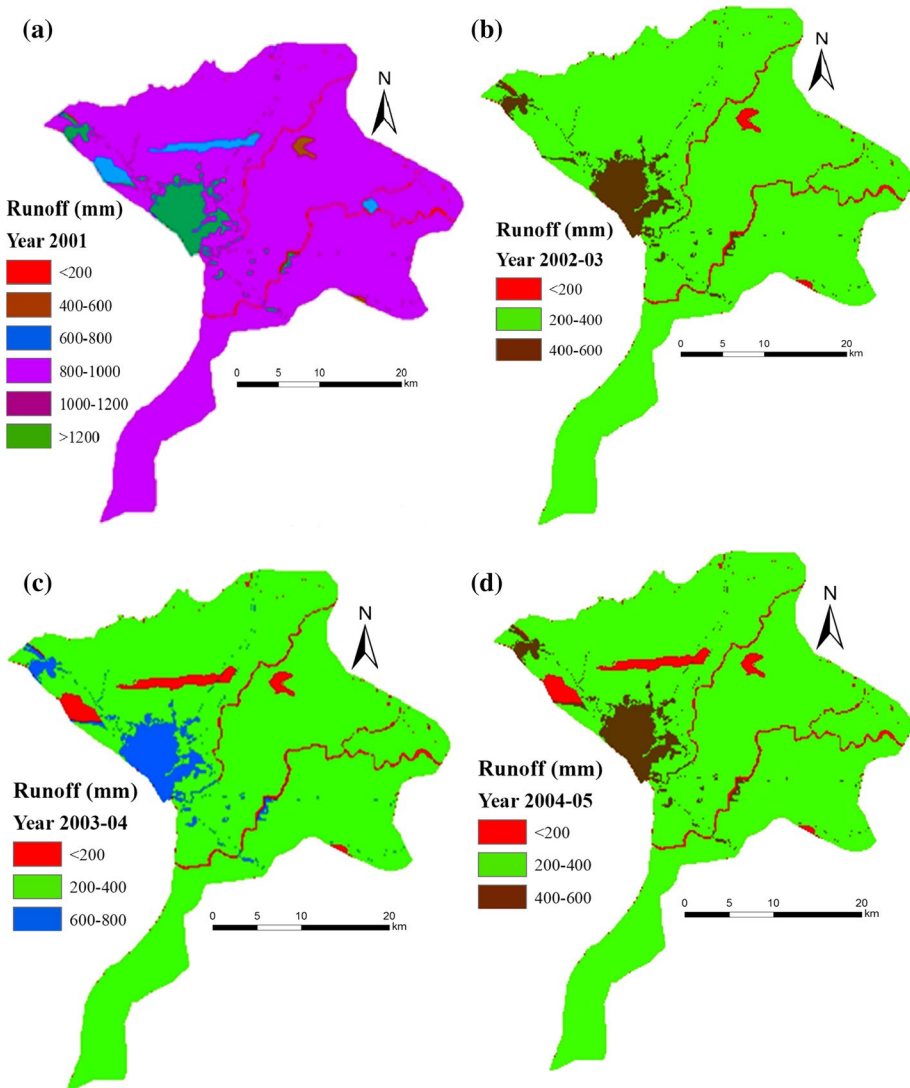 (a)
N
Runoff (mm)
Year 2001
<200
400-600
600-800
800-1000
1000-1200
>1200
0 5 10 20
km
(b)
N
Runoff (mm)
Year 2002-03
<200
200-400
400-600
0 5 10 20
km
(c)
N
Runoff (mm)
Year 2003-04
<200
200-400
600-800
0 5 10 20
km
(d)
N
Runoff (mm)
Year 2004-05
<200
200-400
400-600
0 5 10 20
km